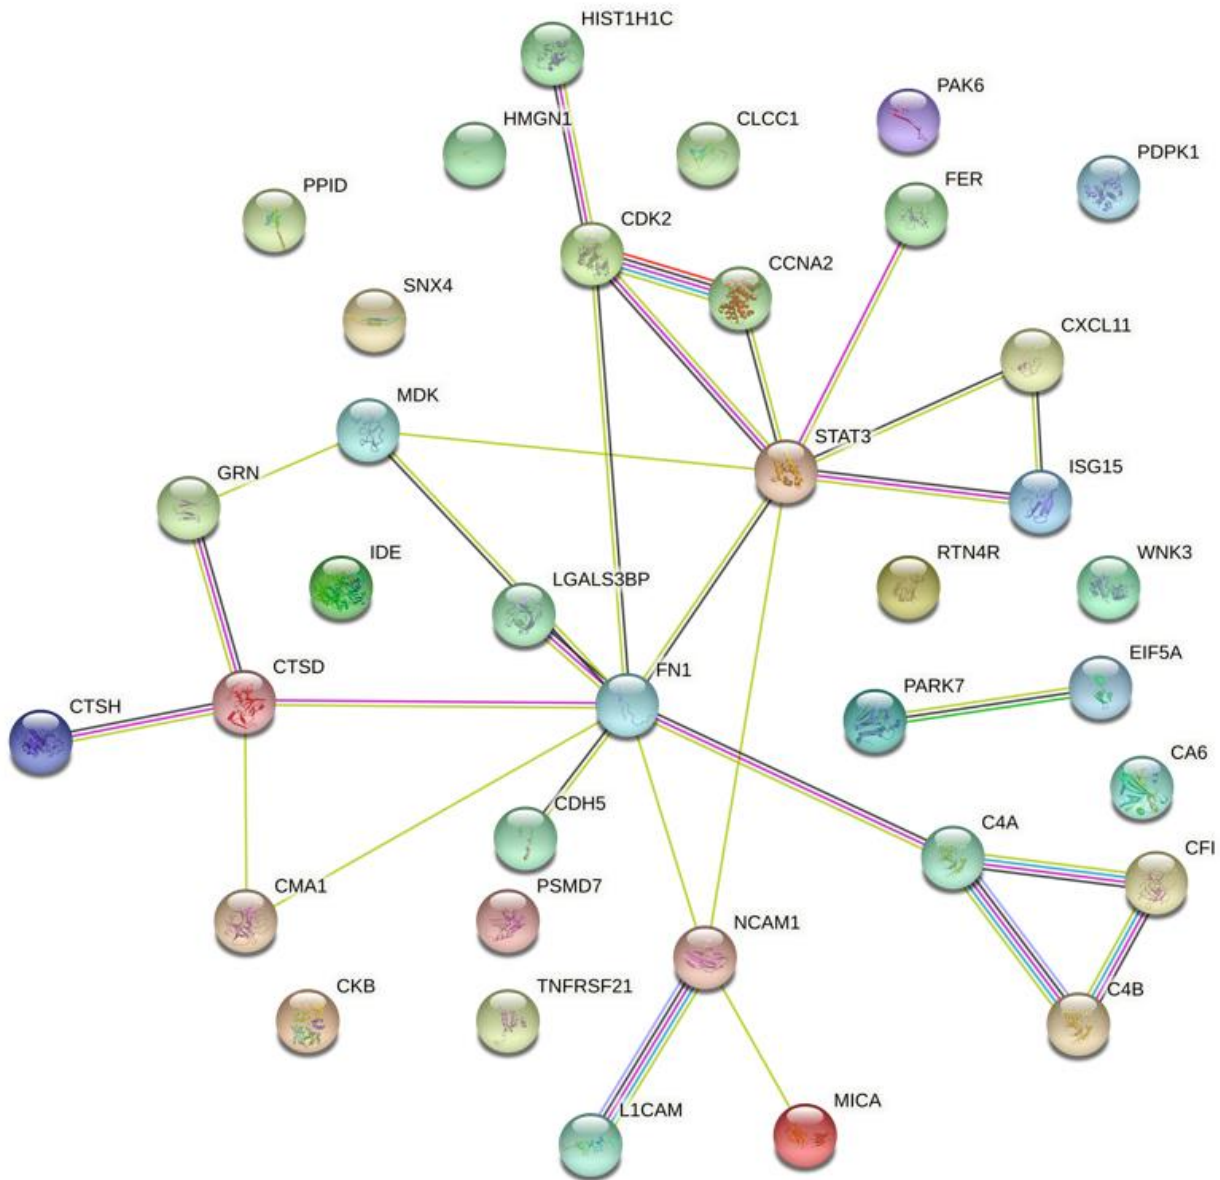 HIST1H1C
PAK6
HMGN1
CLCC1
PDPK1
PPID
FER
CDK2
CCNA2
SNX4
CXCL11
MDK
STAT3
GRN
ISG15
IDE
LGALS3BP
RTN4R
WNK3
CTSD
FN1
EIF5A
PARK7
CTSH
CA6
CDH5
C4A
CFI
CMA1
PSMD7
NCAM1
CKB
TNFRSF21
C4B
L1CAM
MICA